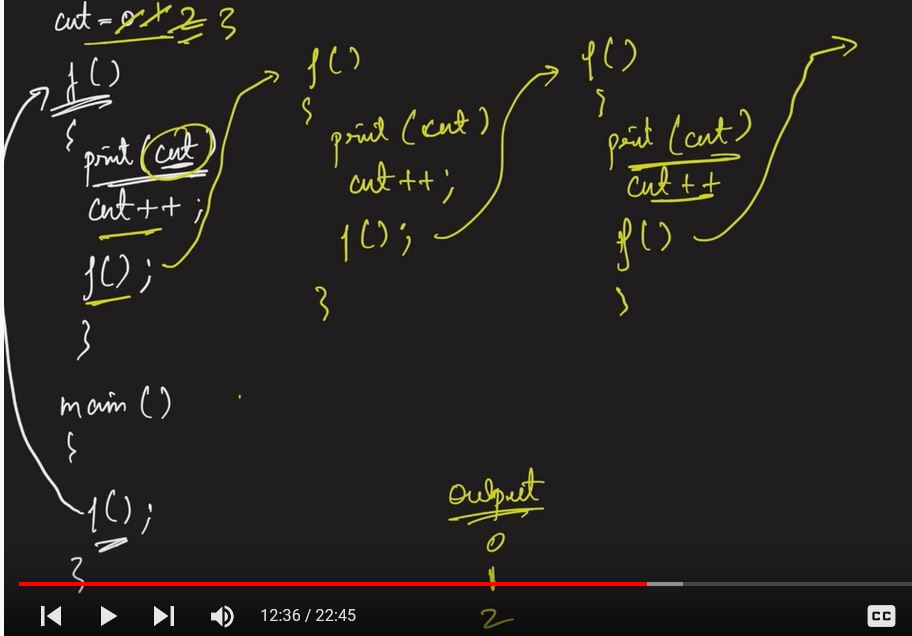 cnt = 0 1 2 3
f()
{
print(cnt)
cnt++;
f();
}
main()
{
f();
}
f()
{
print(cnt)
cnt++;
f();
}
f()
{
print(cnt)
cnt++
f()
}
output
0
1
2
12:36 / 22:45
CC